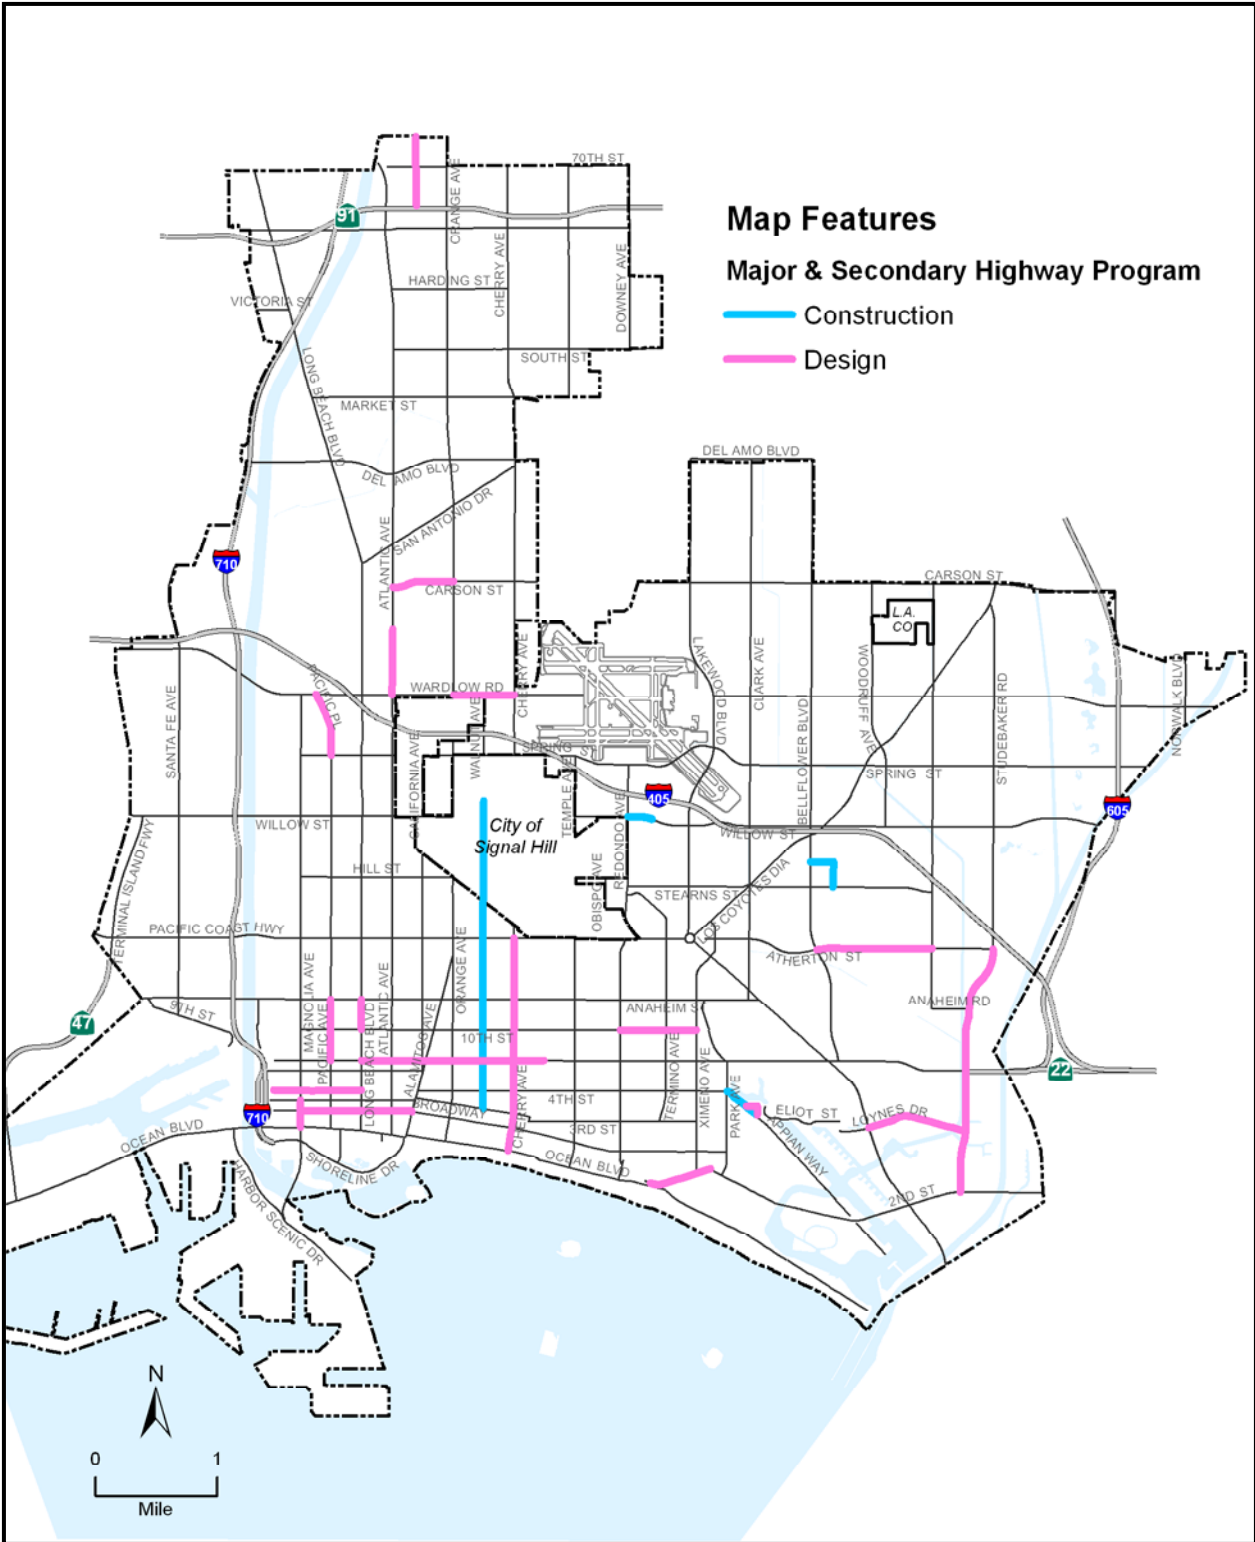 70TH ST
91
ORANGE AVE
Map Features
Major & Secondary Highway Program
Construction
Design
CHERRY AVE
DOWNEY AVE
HARDING ST
VICTORIA ST
LONG BEACH BLVD
SOUTH ST
MARKET ST
DEL AMO BLVD
DEL AMO BLVD
SAN ANTONIO DR
ATLANTIC AVE
710
CARSON ST
CARSON ST
L.A.
CO
PACIFIC PL
WARDLOW RD
CHERRY AVE
LAKEWOOD BLVD
CLARK AVE
WOODRUFF AVE
STUDEBAKER RD
NORWALK BLVD
SANTA FE AVE
CALIFORNIA AVE
WALNUT AVE
SPRING ST
BELLFLOWER BLVD
SPRING ST
TEMPLE AVE
405
605
WILLOW ST
City of
Signal Hill
REDONDO AVE
WILLOW ST
TERMINAL ISLAND FWY
HILL ST
OBISPO AVE
STEARNS ST
LOS COYOTES DIA
PACIFIC COAST HWY
ORANGE AVE
ATHERTON ST
MAGNOLIA AVE
PACIFIC AVE
LONG BEACH BLVD
ATLANTIC AVE
ALAMITOS AVE
9TH ST
47
10TH ST
ANAHEIM ST
ANAHEIM RD
TERMINO AVE
XIMENO AVE
PARK AVE
22
710
BROADWAY
4TH ST
CHERRY AVE
3RD ST
ELIOT ST
LOYNES DR
APPIAN WAY
OCEAN BLVD
SHORELINE DR
OCEAN BLVD
2ND ST
HARBOR SCENIC DR
N
0 1
Mile